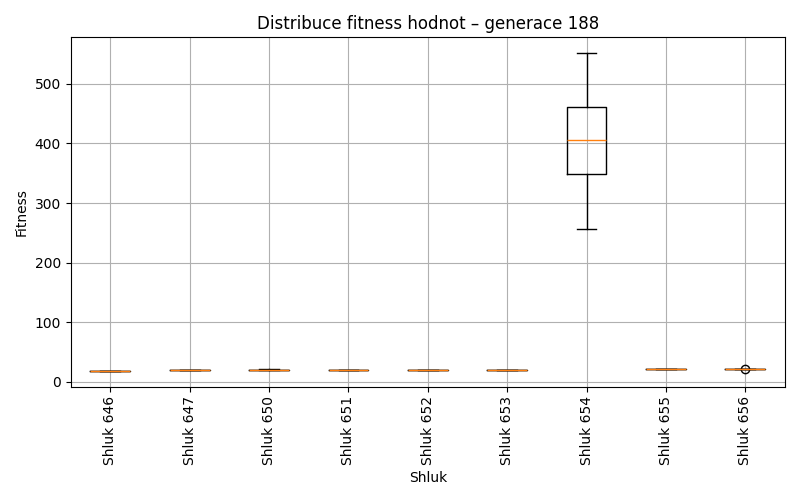 Distribuce fitness hodnot – generace 188
Fitness
500
400
300
200
100
0
Shluk 646
Shluk 647
Shluk 650
Shluk 651
Shluk 652
Shluk 653
Shluk 654
Shluk 655
Shluk 656
Shluk